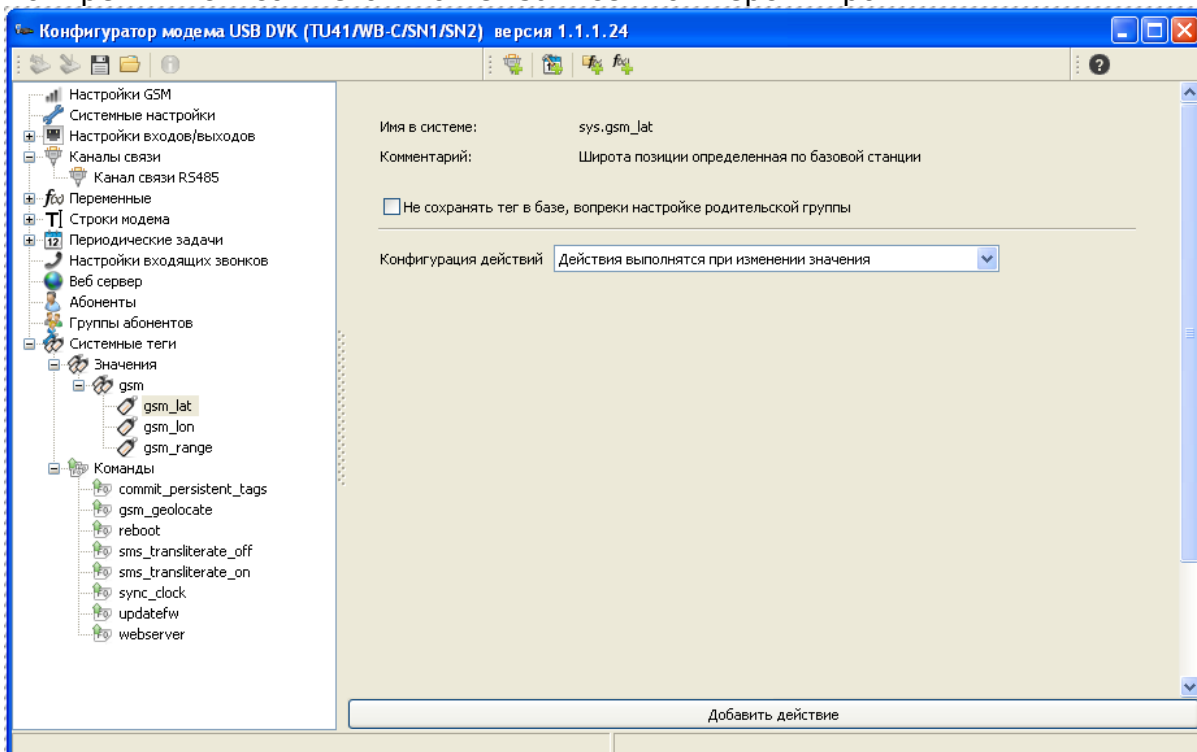 Конфигуратор модема USB DVK (TU41/WB-C/SN1/SN2) версия 1.1.1.24
Настройки GSM
Системные настройки
Настройки входов/выходов
Каналы связи
Канал связи RS485
f(x) Переменные
T Строки модема
12 Периодические задачи
Настройки входящих звонков
Веб сервер
Абоненты
Группы абонентов
Системные теги
Значения
gsm
gsm_lat
gsm_lon
gsm_range
Команды
commit_persistent_tags
gsm_geolocate
reboot
sms_transliterate_off
sms_transliterate_on
sync_clock
updatefw
webserver
Имя в системе: sys.gsm_lat
Комментарий: Широта позиции определенная по базовой станции
Не сохранять тег в базе, вопреки настройке родительской группы
Конфигурация действий Действия выполнятся при изменении значения
Добавить действие